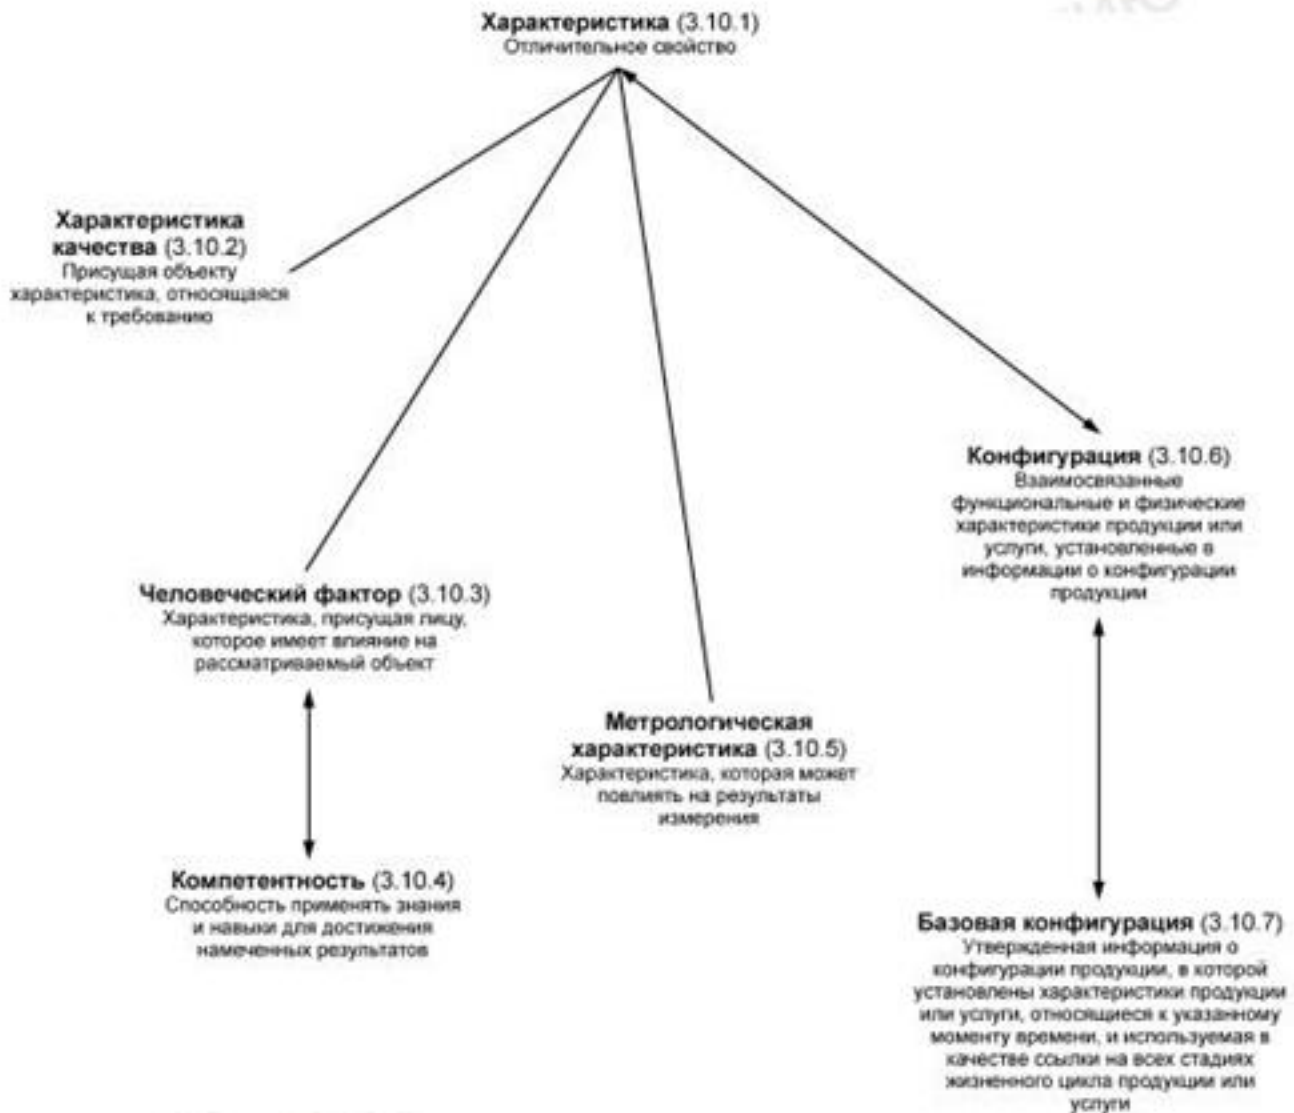 Характеристика (3.10.1)
Отличительное свойство
Характеристика
качества (3.10.2)
Присущая объекту
характеристика, относящаяся
к требованию
Конфигурация (3.10.6)
Взаимосвязанные
функциональные и физические
характеристики продукции или
услуги, установленные в
информации о конфигурации
продукции
Человеческий фактор (3.10.3)
Характеристика, присущая лицу,
которое имеет влияние на
рассматриваемый объект
Метрологическая
характеристика (3.10.5)
Характеристика, которая может
повлиять на результаты
измерения
Компетентность (3.10.4)
Способность применять знания
и навыки для достижения
намеченных результатов
Базовая конфигурация (3.10.7)
Утвержденная информация о
конфигурации продукции, в которой
установлены характеристики продукции
или услуги, относящиеся к указанному
моменту времени, и используемая в
качестве ссылки на всех стадиях
жизненного цикла продукции или
услуги